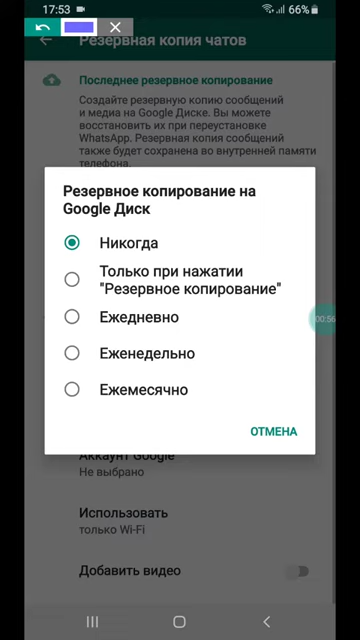 17:53
66%
Резервная копия чатов
Последнее резервное копирование
Создайте резервную копию сообщений
и медиа на Google Диске. Вы можете
восстановить их при переустановке
WhatsApp. Резервная копия сообщений
также будет сохранена во внутренней памяти
телефона.
Резервное копирование на
Google Диск
Никогда
Только при нажатии
"Резервное копирование"
00:56
Ежедневно
Еженедельно
Ежемесячно
ОТМЕНА
Аккаунт Google
Не выбрано
Использовать
только Wi-Fi
Добавить видео